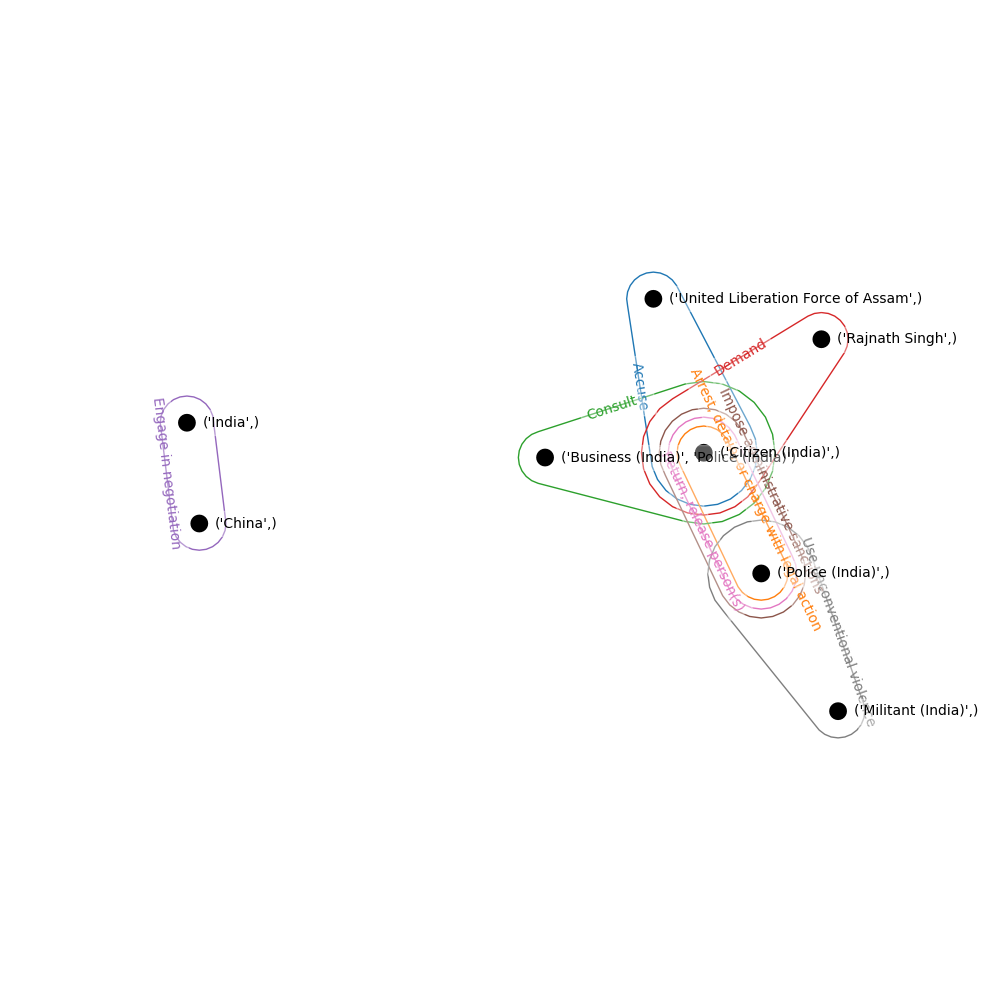 ('United Liberation Force of Assam',)
('Rajnath Singh',)
Demand
Accuse
Consult
Arrest, detain, or charge with legal action
Impose administrative sanctions
('India',)
Engage in negotiation
('China',)
('Business (India)', 'Police (India)')
('Citizen (India)',)
Return, release person(s)
('Police (India)',)
Use unconventional violence
('Militant (India)',)